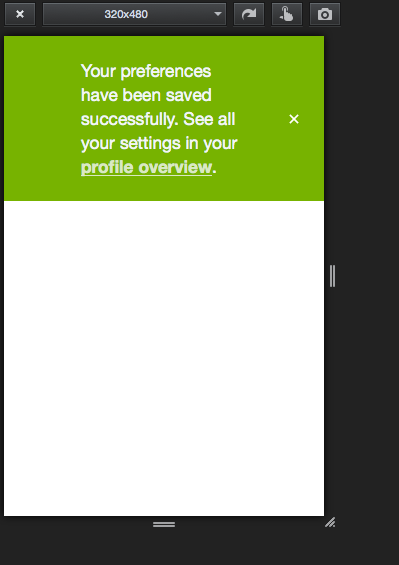 320x480
Your preferences
have been saved
successfully. See all
your settings in your
profile overview.